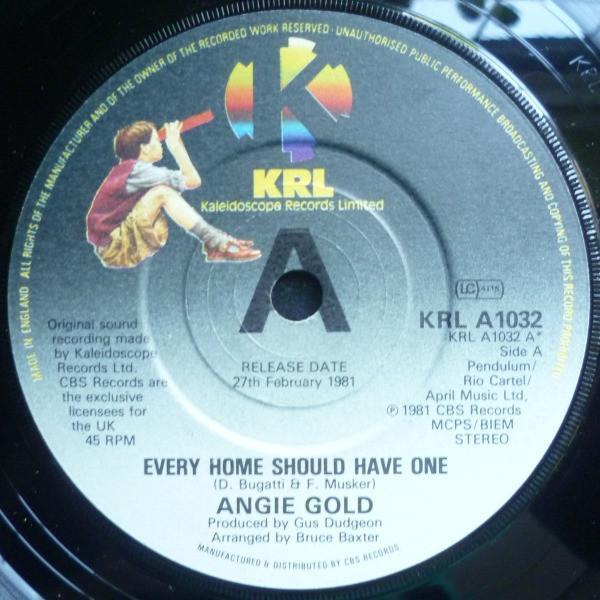 ALL RIGHTS OF THE MANUFACTURER AND OF THE OWNER OF THE RECORDED WORK RESERVED · UNAUTHORISED PUBLIC PERFORMANCE BROADCASTING AND COPYING OF THIS RECORD PROHIBITED
MADE IN ENGLAND
K
KRL
Kaleidoscope Records Limited
A
LC
KRL A1032
KRL A1032 A*
Side A
Pendulum/
Rio Cartel/
April Music Ltd,
℗ 1981 CBS Records
MCPS/BIEM
STEREO
Original sound
recording made
by Kaleidoscope
Records Ltd.
CBS Records are
the exclusive
licensees for
the UK
45 RPM
RELEASE DATE
27th February 1981
EVERY HOME SHOULD HAVE ONE
(D. Bugatti & F. Musker)
ANGIE GOLD
Produced by Gus Dudgeon
Arranged by Bruce Baxter
MANUFACTURED & DISTRIBUTED BY CBS RECORDS